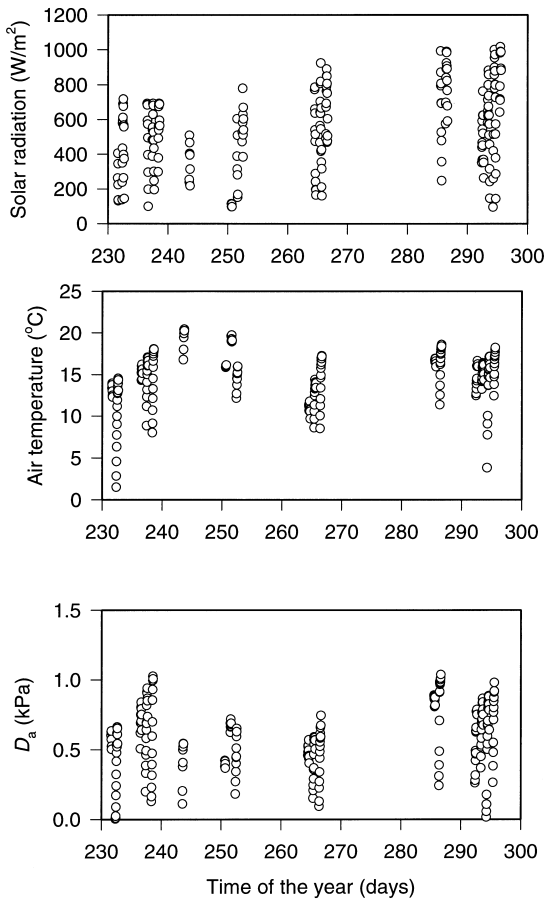 Solar radiation (W/m²)
1200
1000
800
600
400
200
0
230 240 250 260 270 280 290 300
Air temperature (°C)
25
20
15
10
5
0
230 240 250 260 270 280 290 300
Dₐ (kPa)
1.5
1.0
0.5
0.0
230 240 250 260 270 280 290 300
Time of the year (days)